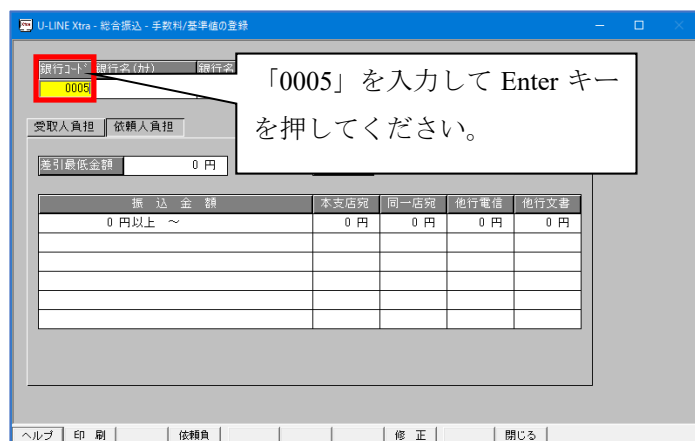 U-LINE Xtra - 総合振込 - 手数料/基準値の登録
銀行ｺｰﾄﾞ 銀行名(ｶﾅ) 銀行名
0005
「0005」を入力して Enter キー
を押してください。
受取人負担 依頼人負担
差引最低金額 0 円
振 込 金 額 本支店宛 同一店宛 他行電信 他行文書
0 円以上 ～ 0 円 0 円 0 円 0 円
ヘルプ 印 刷 依頼負 修 正 閉じる